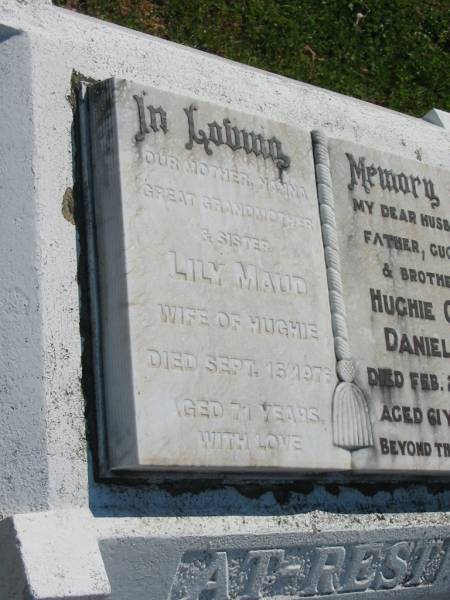 In Loving
OUR MOTHER, NANNA
GREAT GRANDMOTHER
& SISTER
LILY MAUD
WIFE OF HUGHIE
DIED SEPT. 15 1978
AGED 71 YEARS.
WITH LOVE
Memory
MY DEAR HUSB
FATHER,
& BROTHE
HUGHIE
DANIEL
DIED FEB.
AGED 61 Y
BEYOND TH
AT REST